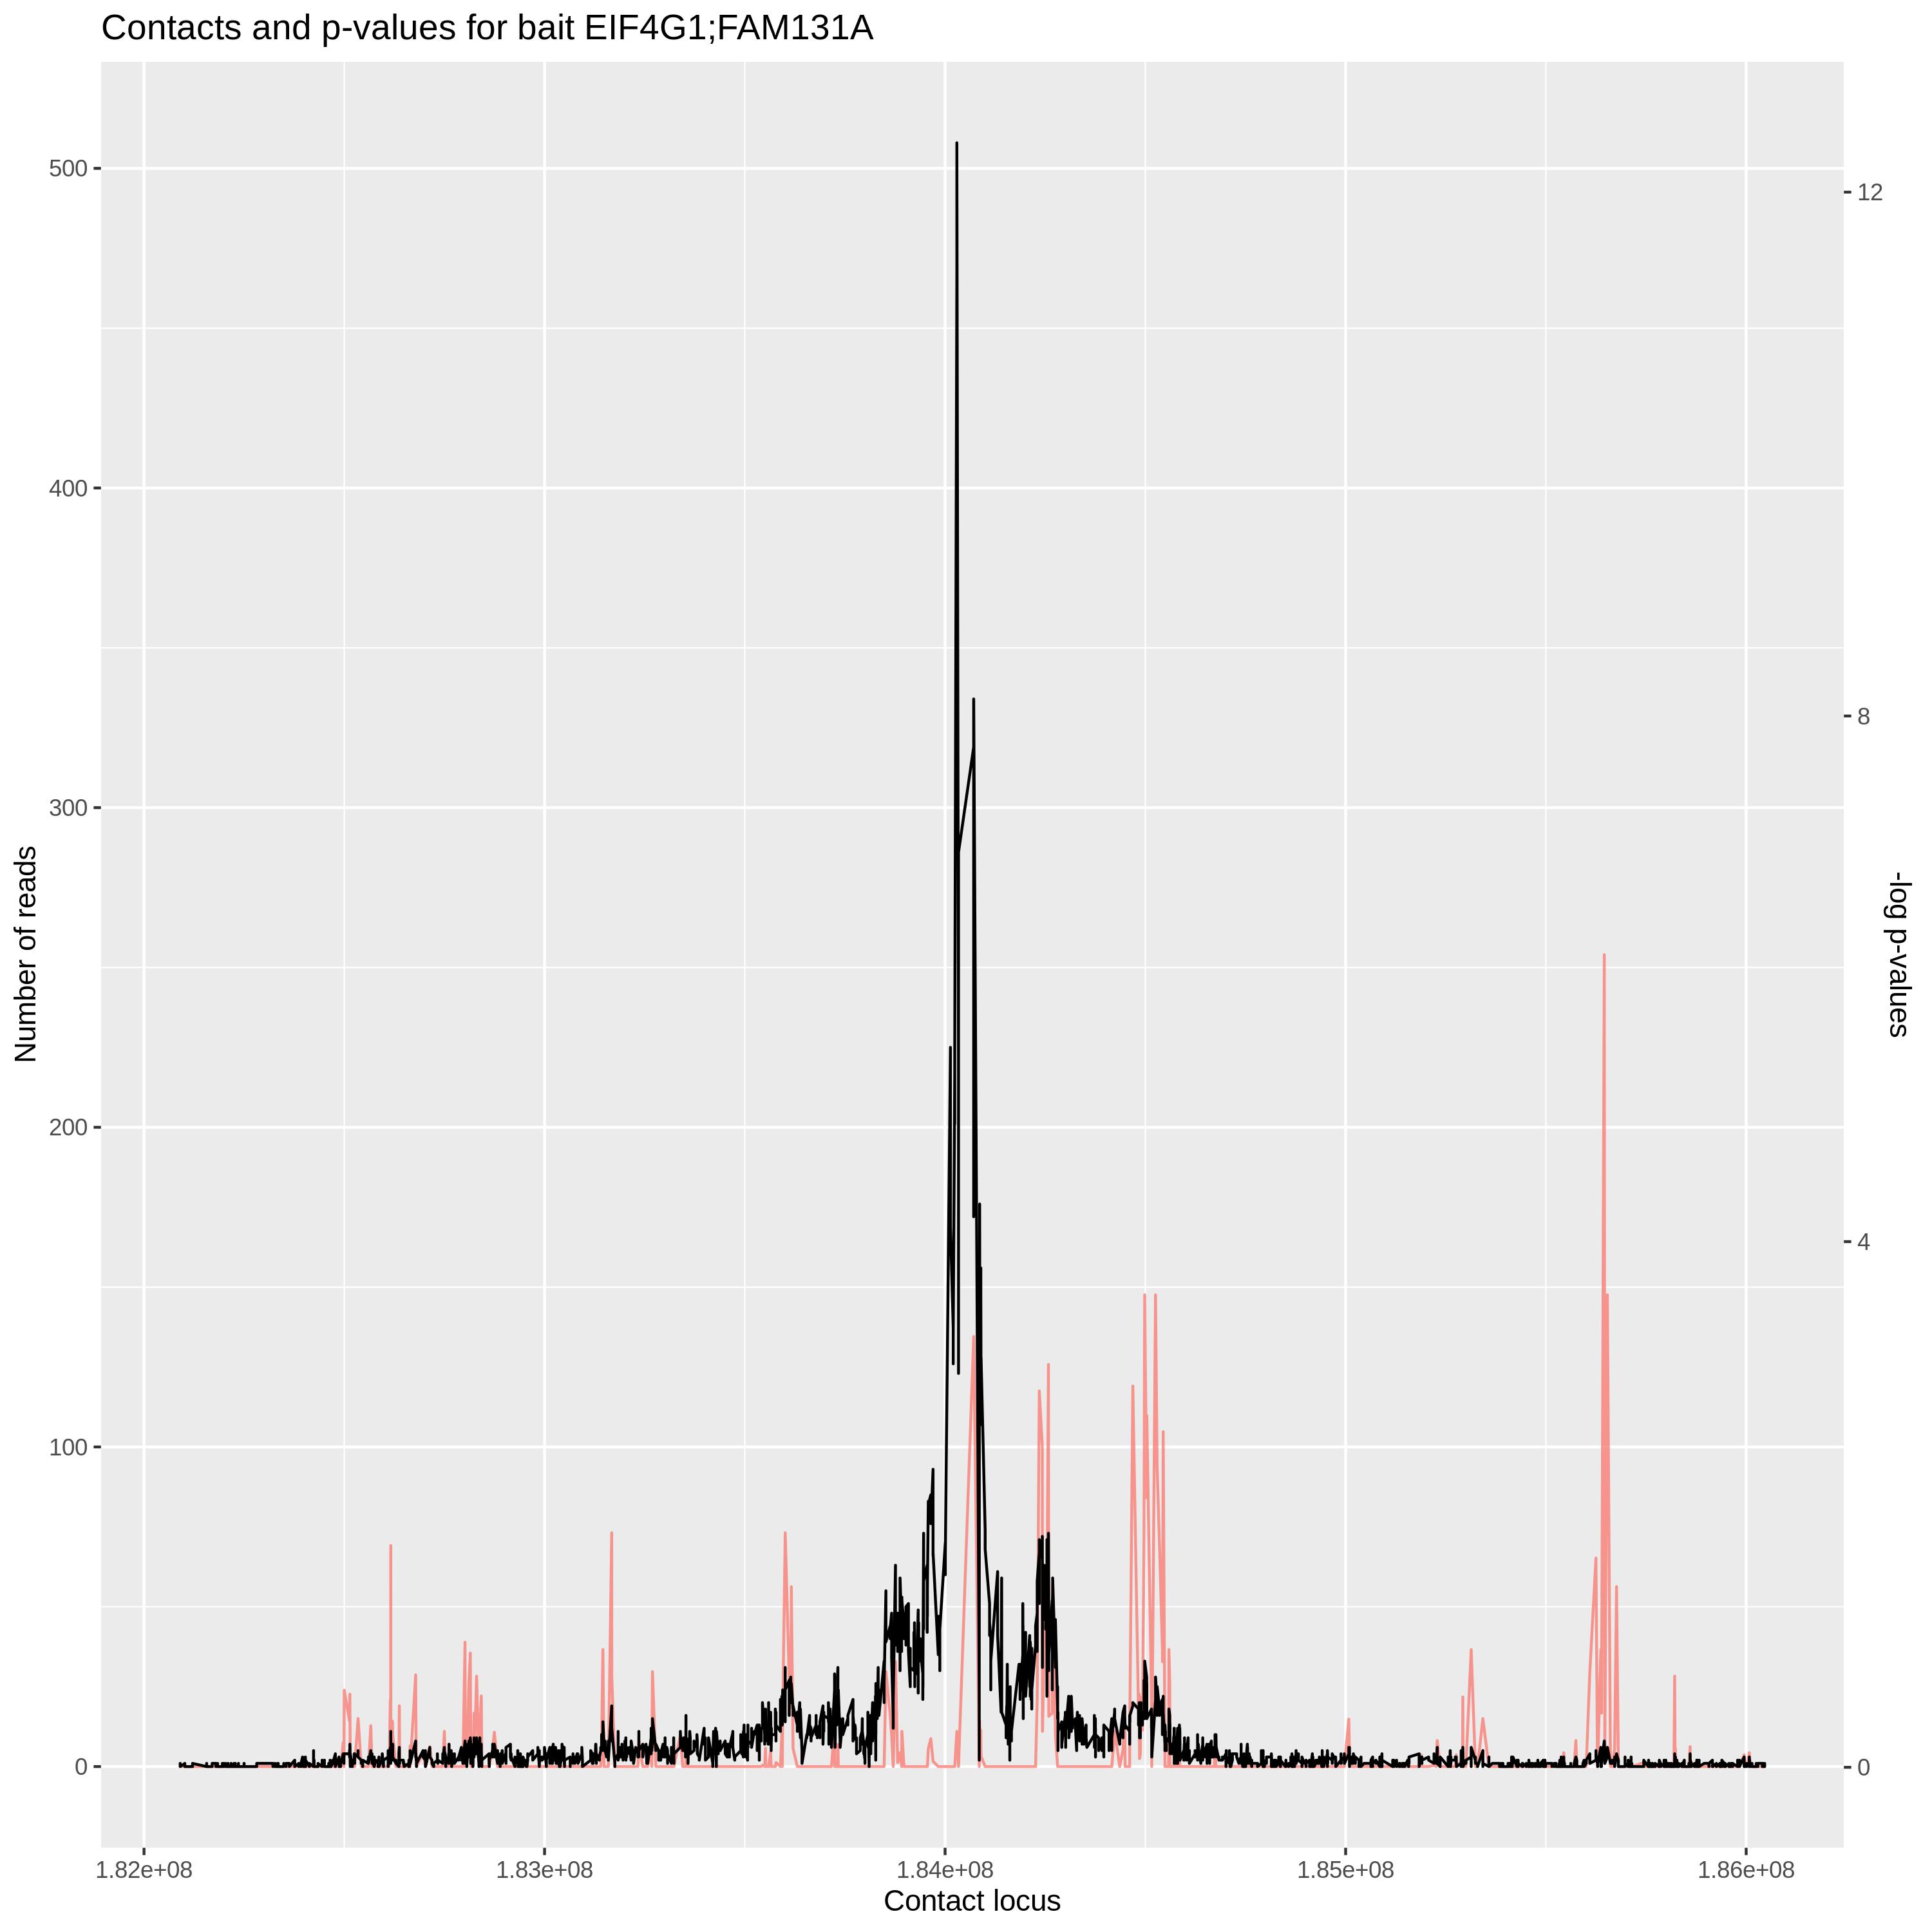 Contacts and p-values for bait EIF4G1;FAM131A
500
400
300
200
100
0
Number of reads
12
8
4
0
-log p-values
1.82e+08
1.83e+08
1.84e+08
1.85e+08
1.86e+08
Contact locus